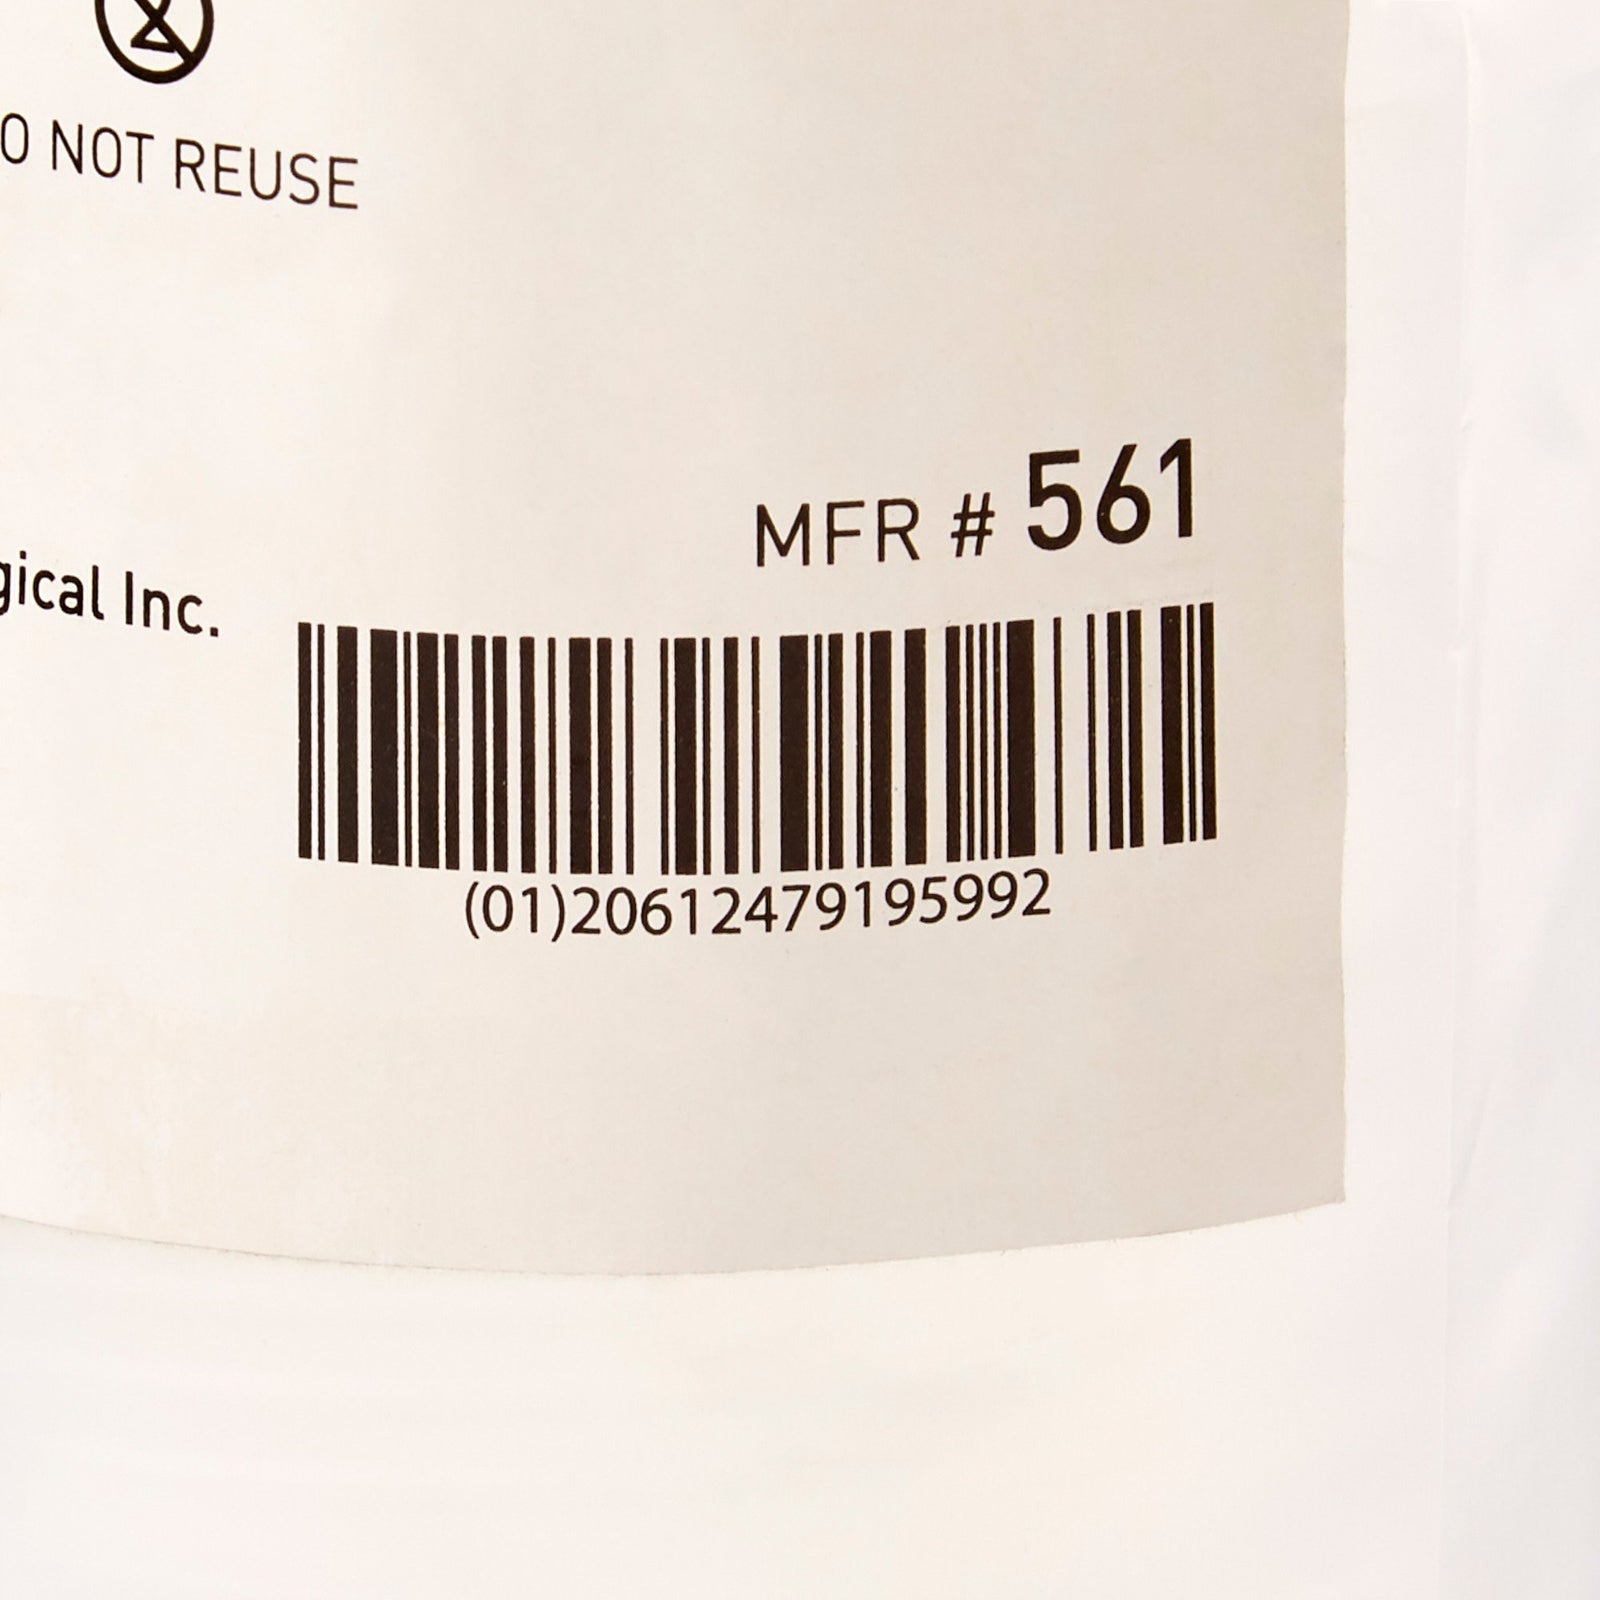 O NOT REUSE
MFR # 561
gical Inc.
(01)20612479195992